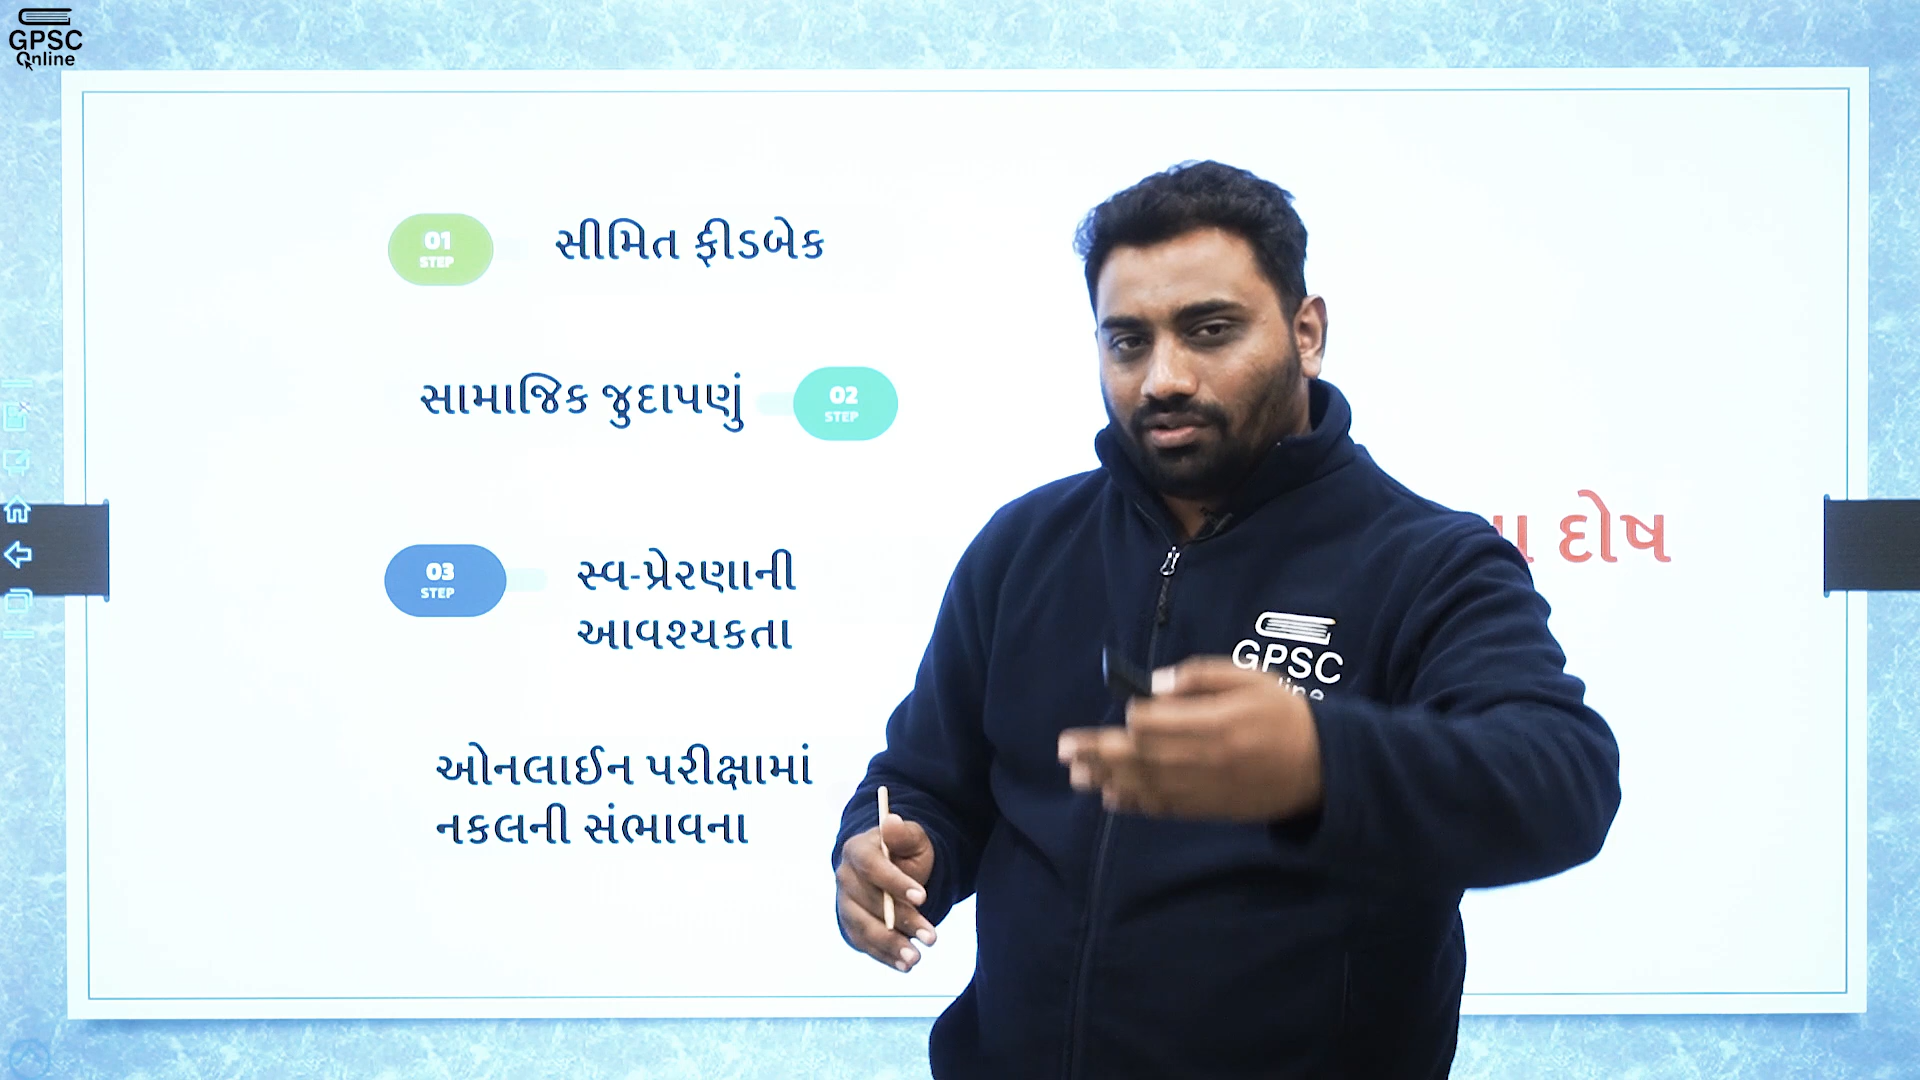 GPSC
Online
01
STEP
સીમિત ફીડબેક
સામાજિક જુદાપણું
02
STEP
03
STEP
સ્વ-પ્રેરણાની
આવશ્યકતા
ઓનલાઈન પરીક્ષામાં
નકલની સંભાવના
દોષ
GPSC